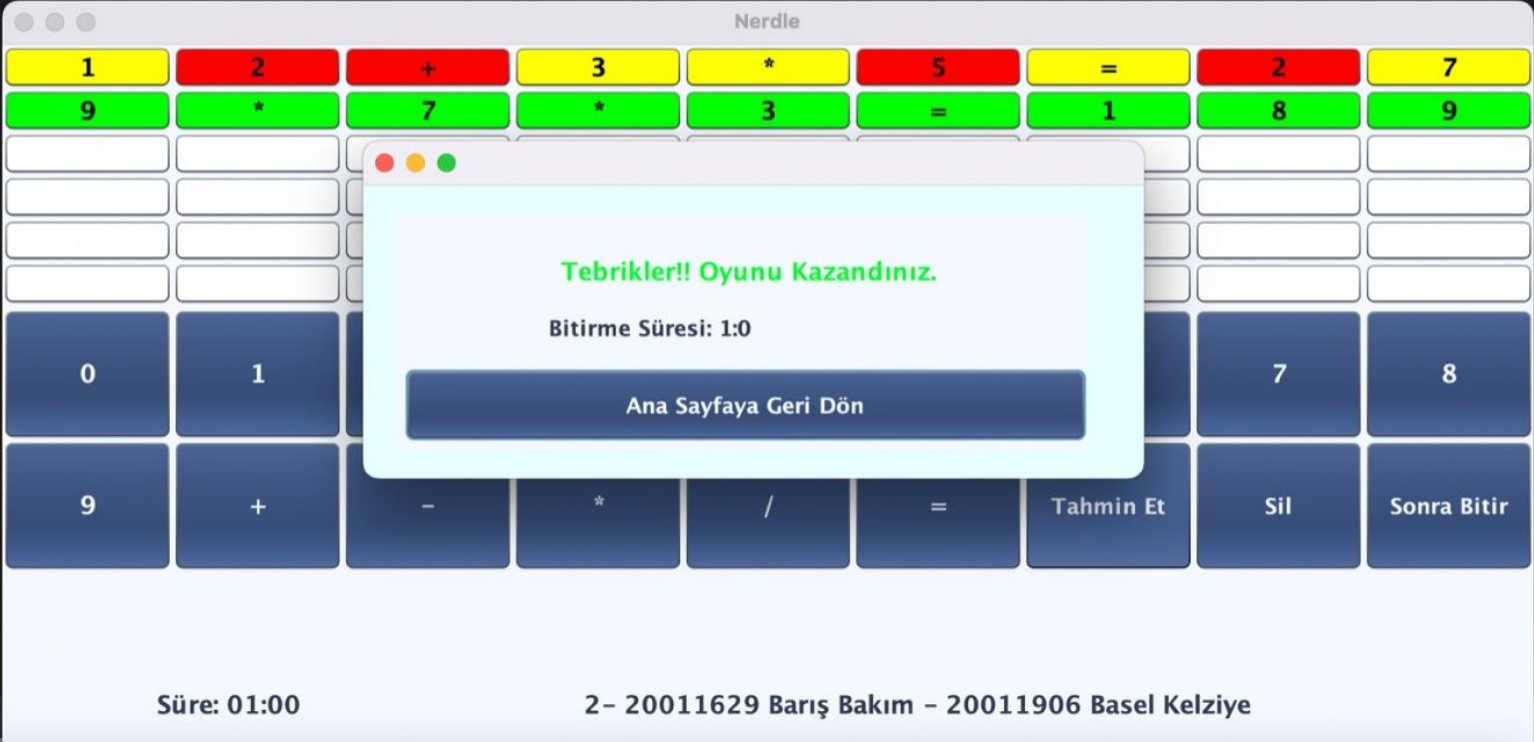 Nerdle
1 2 + 3 * 5 = 2 7
9 * 7 * 3 = 1 8 9
Tebrikler!! Oyunu Kazandınız.
Bitirme Süresi: 1:0
Ana Sayfaya Geri Dön
0 1 7 8
9 + - * / = Tahmin Et Sil Sonra Bitir
Süre: 01:00
2- 20011629 Barış Bakım - 20011906 Basel Kelziye